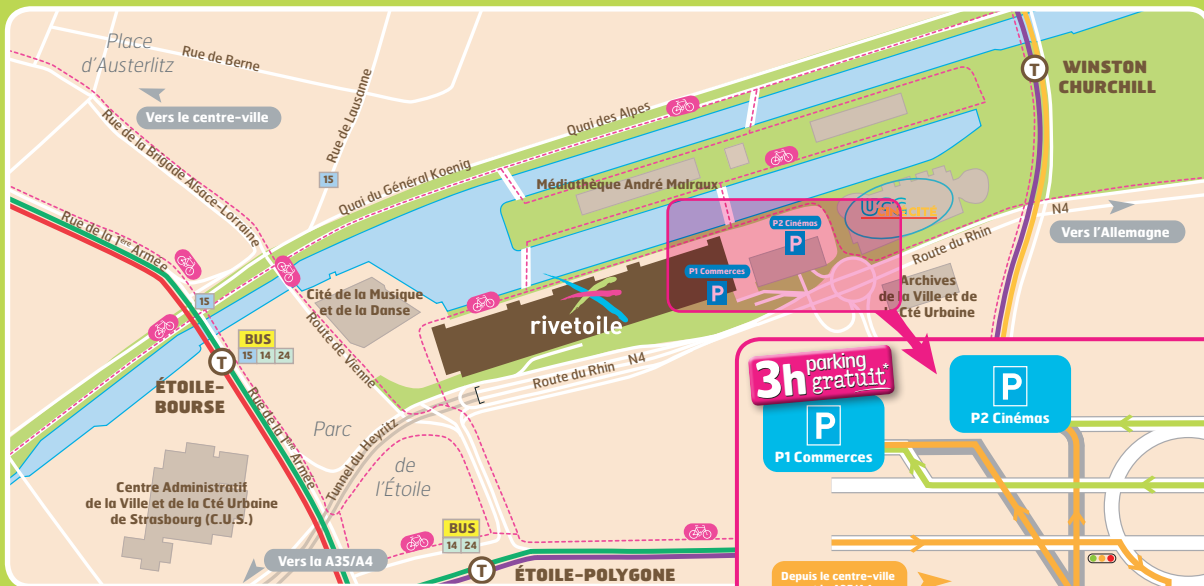 Place
d'Austerlitz
Rue de Berne
Vers le centre-ville
Rue de la Brigade Alsace-Lorraine
Rue de Lausanne
15
Quai du Général Koenig
Quai des Alpes
T
WINSTON
CHURCHILL
Médiathèque André Malraux
UGC CITÉ
N4
Vers l'Allemagne
Route du Rhin
P2 Cinémas
P
P1 Commerces
P
Archives
de la Ville et de
Cté Urbaine
Rue de la 1ère Armée
15
Cité de la Musique
et de la Danse
rivetoile
Route de Vienne
BUS
15 14 24
T
ÉTOILE-
BOURSE
Rue de la 1ère Armée
Route du Rhin N4
Parc
de
l'Étoile
Tunnel du Heyritz
Centre Administratif
de la Ville et de la Cté Urbaine
de Strasbourg (C.U.S.)
Vers la A35/A4
BUS
14 24
T
ÉTOILE-POLYGONE
3h parking
gratuit*
P
P1 Commerces
P
P2 Cinémas
Depuis le centre-ville